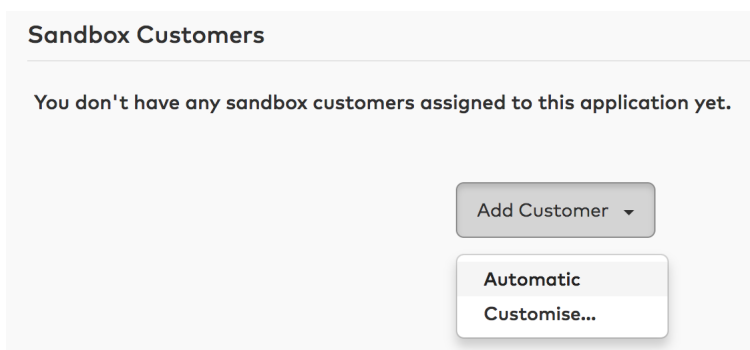 Sandbox Customers
You don't have any sandbox customers assigned to this application yet.
Add Customer
Automatic
Customise...